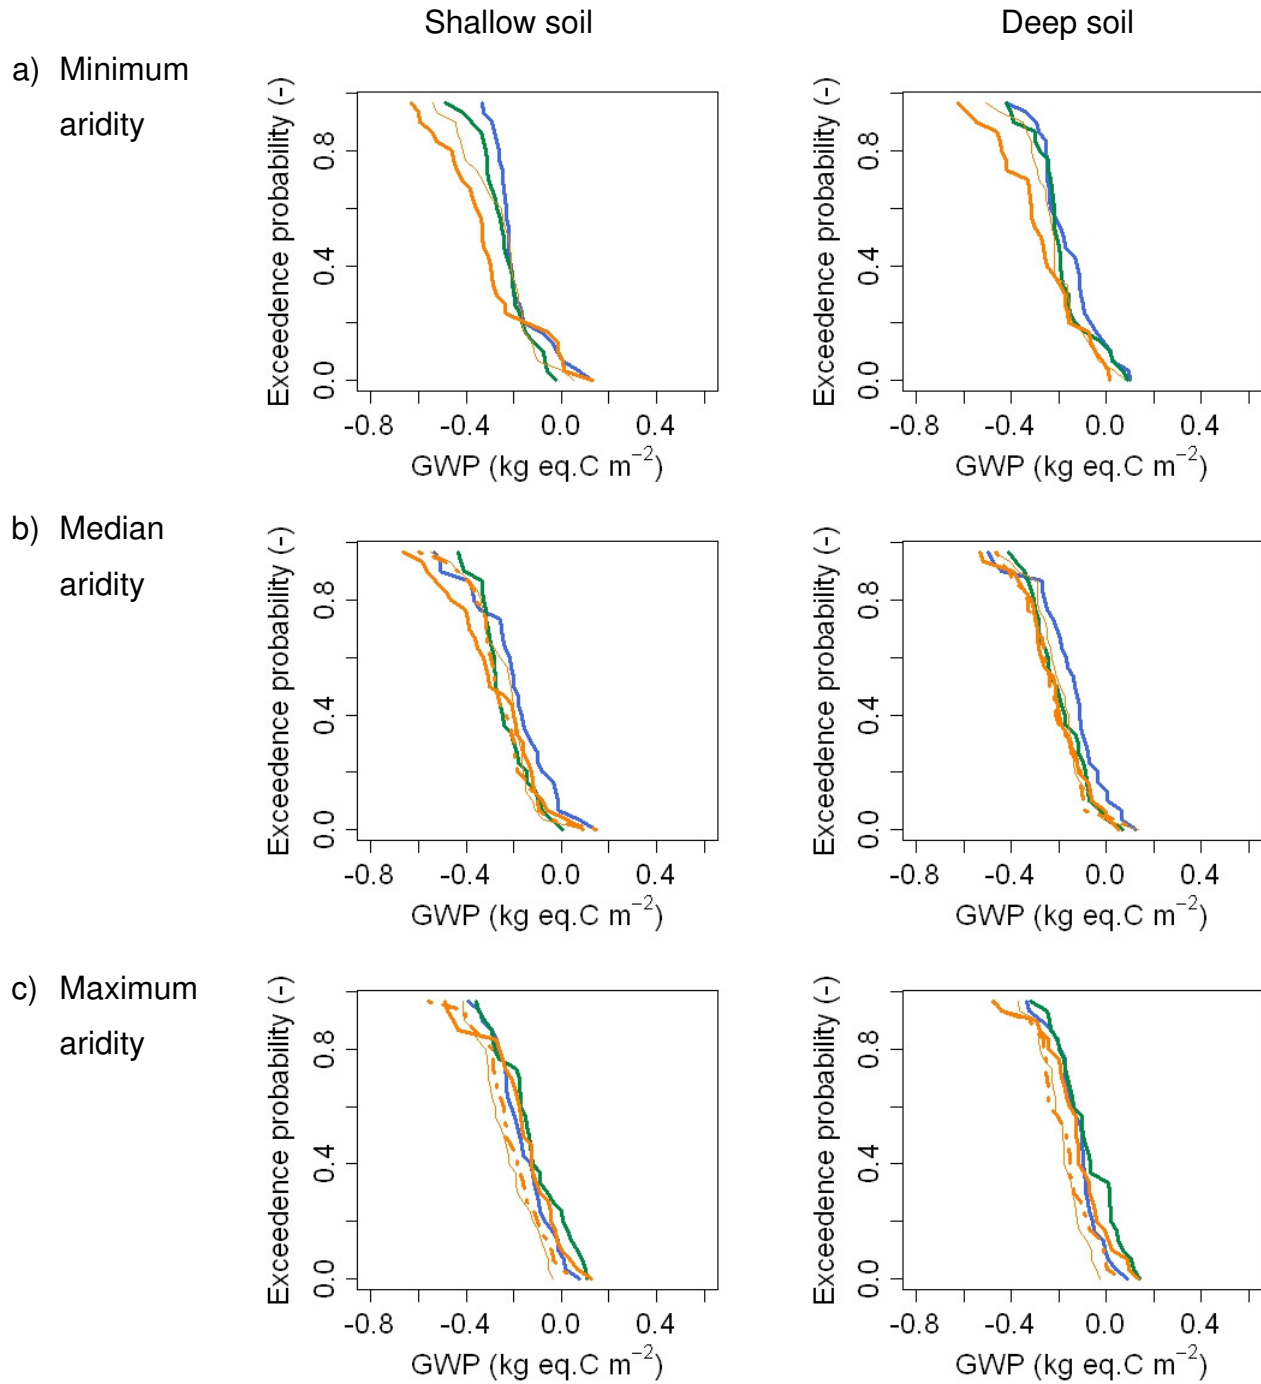 Shallow soil
Deep soil
a) Minimum
aridity
Exceedence probability (-)
0.8
0.4
0.0
-0.8
-0.4
0.0
0.4
GWP (kg eq.C m⁻²)
Exceedence probability (-)
0.8
0.4
0.0
-0.8
-0.4
0.0
0.4
GWP (kg eq.C m⁻²)
b) Median
aridity
Exceedence probability (-)
0.8
0.4
0.0
-0.8
-0.4
0.0
0.4
GWP (kg eq.C m⁻²)
Exceedence probability (-)
0.8
0.4
0.0
-0.8
-0.4
0.0
0.4
GWP (kg eq.C m⁻²)
c) Maximum
aridity
Exceedence probability (-)
0.8
0.4
0.0
-0.8
-0.4
0.0
0.4
GWP (kg eq.C m⁻²)
Exceedence probability (-)
0.8
0.4
0.0
-0.8
-0.4
0.0
0.4
GWP (kg eq.C m⁻²)